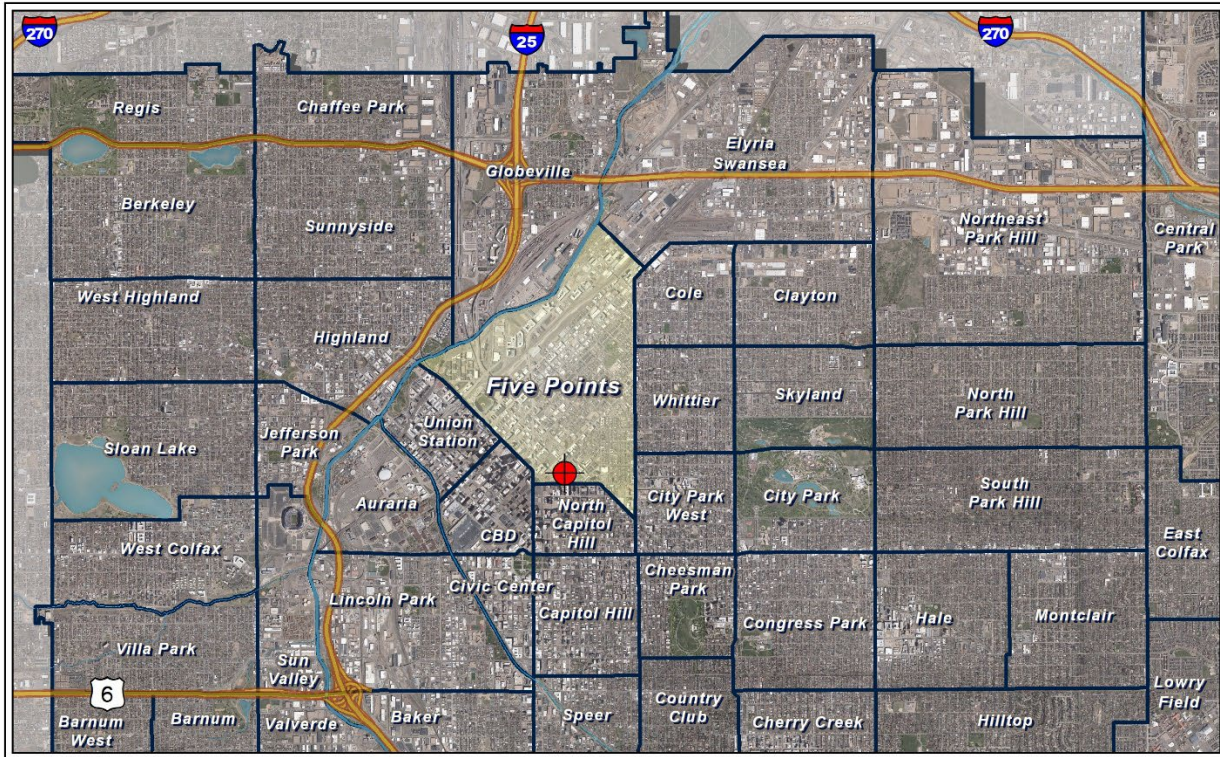 270
25
270
Regis
Chaffee Park
Globeville
Elyria
Swansea
Berkeley
Sunnyside
Northeast
Park Hill
Central
Park
West Highland
Highland
Cole
Clayton
Five Points
Whittier
Skyland
North
Park Hill
Union
Station
Jefferson
Park
Sloan Lake
Auraria
CBD
North
Capitol
Hill
City Park
West
City Park
South
Park Hill
East
Colfax
West Colfax
Lincoln Park
Civic Center
Capitol Hill
Cheesman
Park
Congress Park
Hale
Montclair
Villa Park
Sun
Valley
6
Barnum
West
Barnum
Valverde
Baker
Speer
Country
Club
Cherry Creek
Hilltop
Lowry
Field